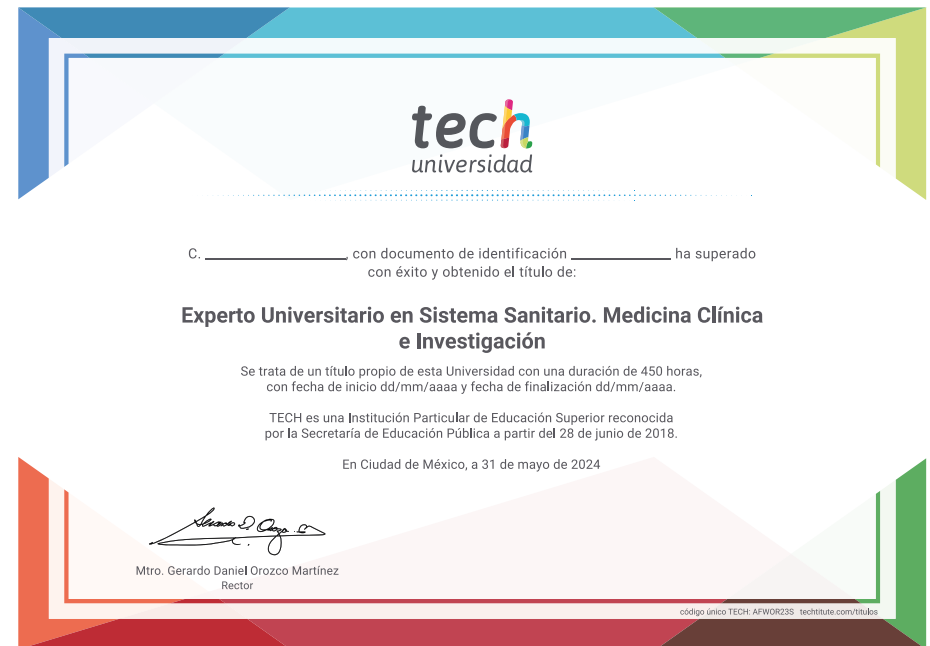 tech
universidad
C. ____________________, con documento de identificación ______________ ha superado
con éxito y obtenido el título de:
Experto Universitario en Sistema Sanitario. Medicina Clínica
e Investigación
Se trata de un título propio de esta Universidad con una duración de 450 horas,
con fecha de inicio dd/mm/aaaa y fecha de finalización dd/mm/aaaa.
TECH es una Institución Particular de Educación Superior reconocida
por la Secretaría de Educación Pública a partir del 28 de junio de 2018.
En Ciudad de México, a 31 de mayo de 2024
Mtro. Gerardo Daniel Orozco Martínez
Rector
código único TECH: AFWOR23S techtitute.com/titulos